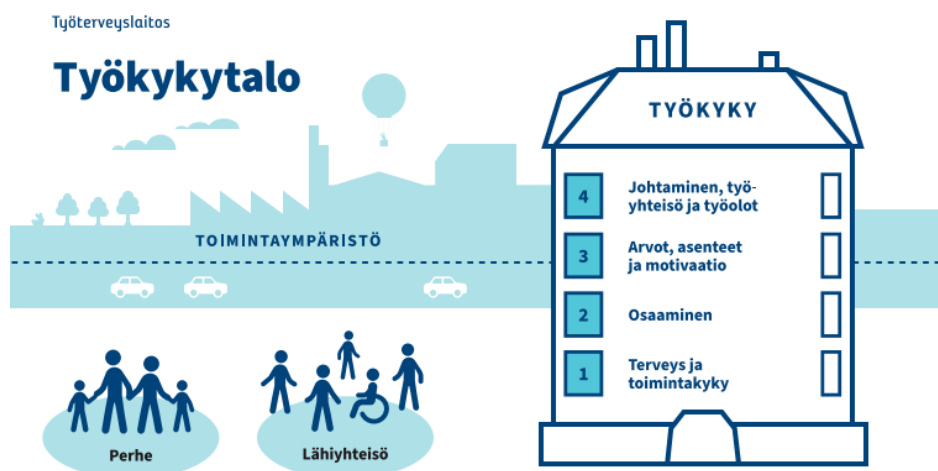 Työterveyslaitos
Työkykytalo
TYÖKYKY
4
Johtaminen, työ-
yhteisö ja työolot
TOIMINTAYMPÄRISTÖ
3
Arvot, asenteet
ja motivaatio
2
Osaaminen
1
Terveys ja
toimintakyky
Perhe
Lähiyhteisö